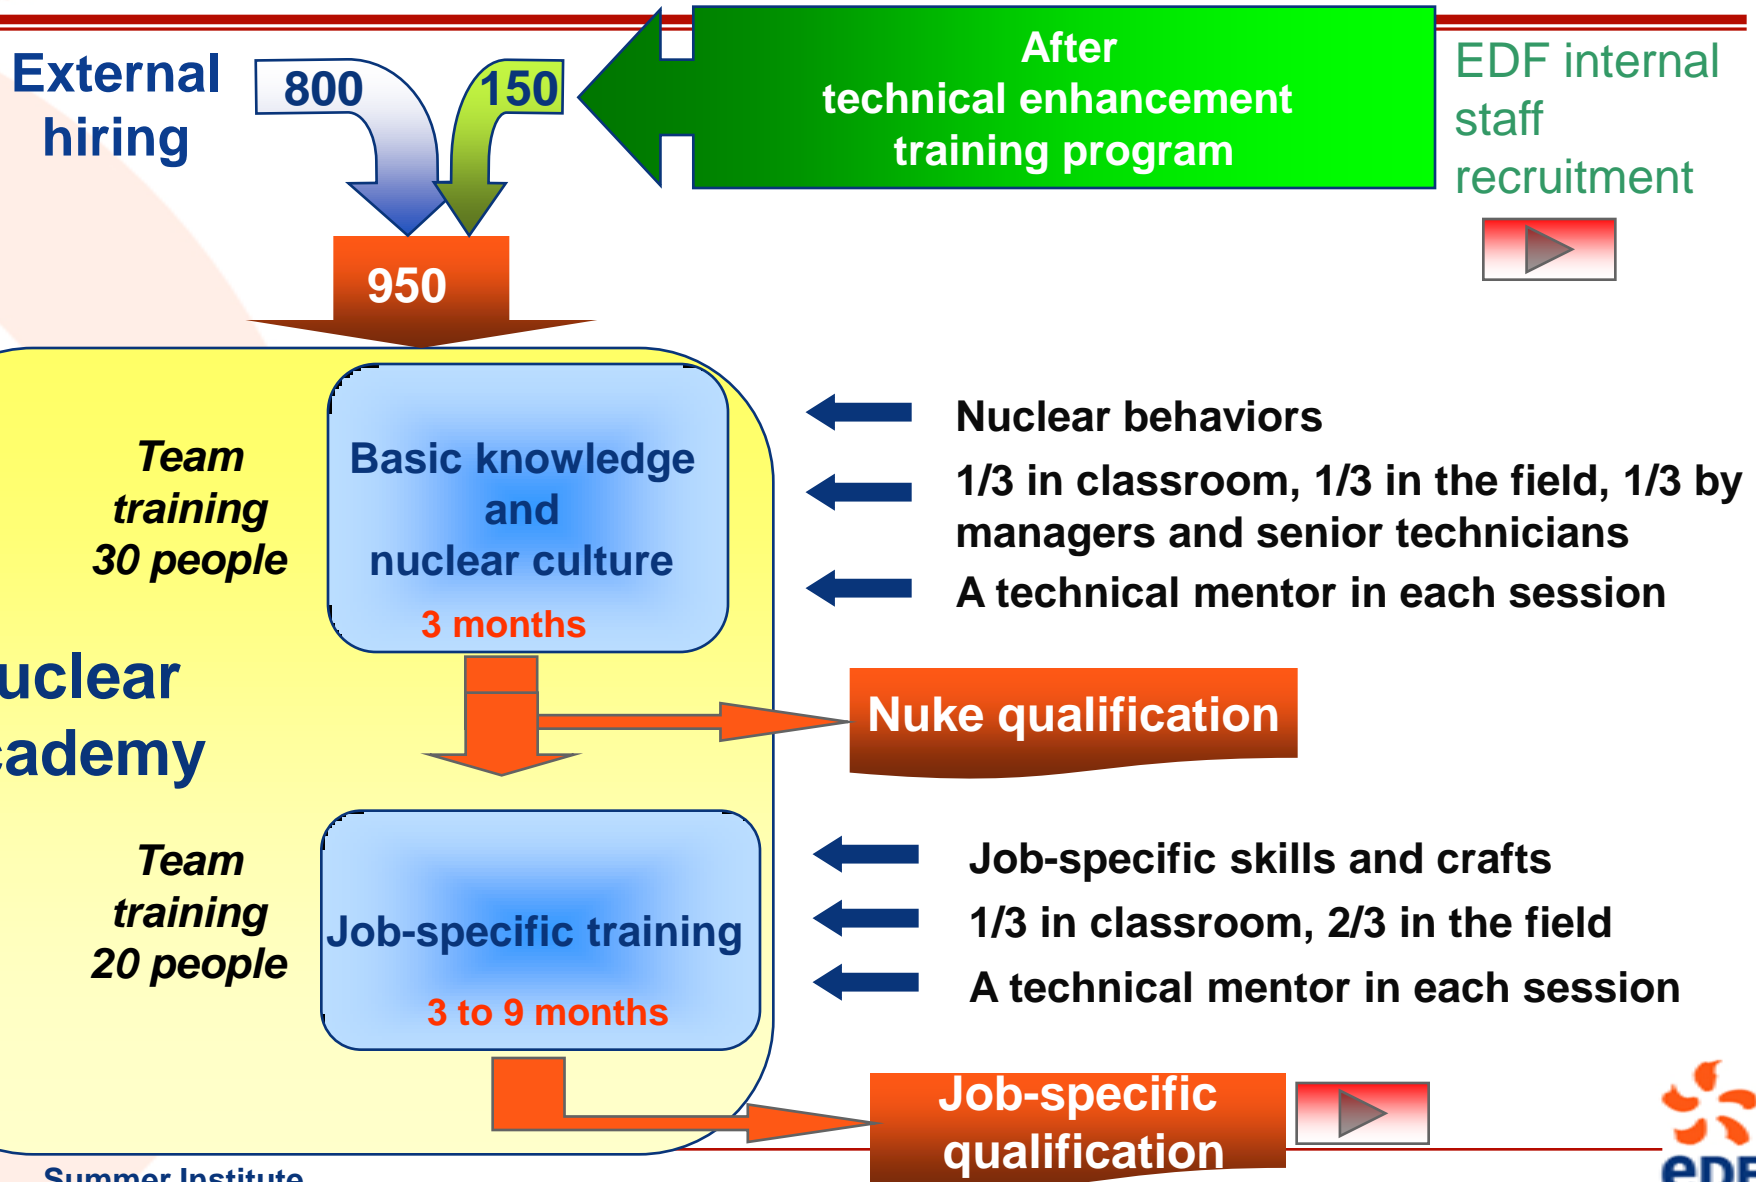 External
hiring
800
150
After
technical enhancement
training program
EDF internal
staff
recruitment
950
Team
training
30 people
Basic knowledge
and
nuclear culture
3 months
Nuclear behaviors
1/3 in classroom, 1/3 in the field, 1/3 by
managers and senior technicians
A technical mentor in each session
uclear
cademy
Nuke qualification
Team
training
20 people
Job-specific training
3 to 9 months
Job-specific skills and crafts
1/3 in classroom, 2/3 in the field
A technical mentor in each session
Job-specific
qualification
Summer Institute
eDF